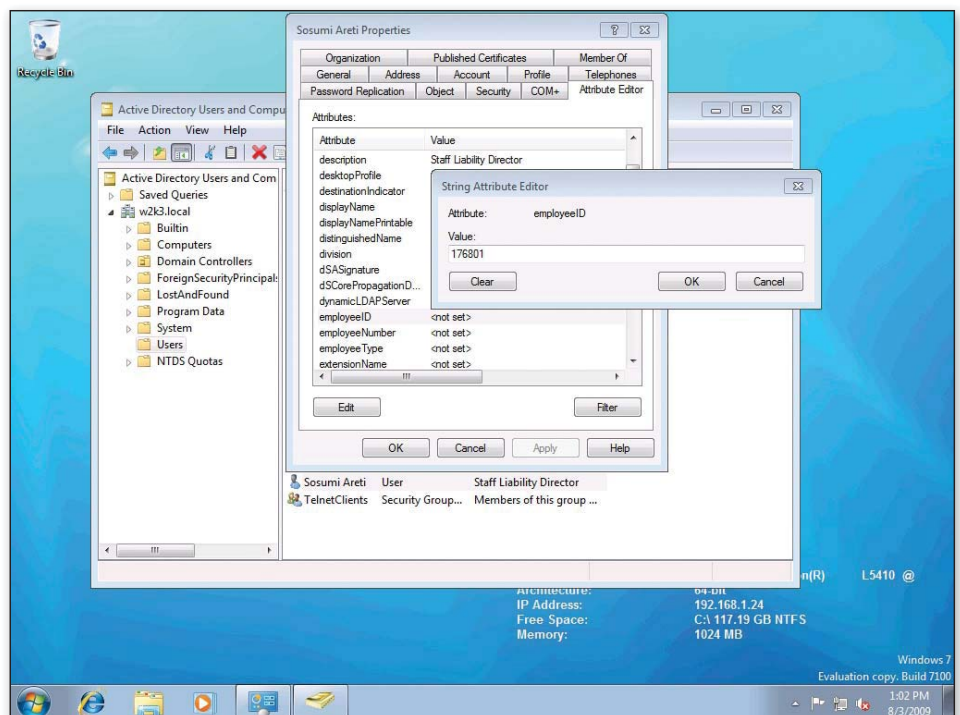 Recycle Bin
Sosumi Areti Properties
Organization Published Certificates Member Of
General Address Account Profile Telephones
Password Replication Object Security COM+ Attribute Editor
Attributes:
Attribute Value
description Staff Liability Director
desktopProfile
destinationIndicator
displayName
displayNamePrintable
distinguishedName
division
dSASignature
dSCorePropagationD...
dynamicLDAPServer
employeeID <not set>
employeeNumber <not set>
employeeType <not set>
extensionName <not set>
Edit Filter
OK Cancel Apply Help
String Attribute Editor
Attribute: employeeID
Value:
176801
Clear OK Cancel
Active Directory Users and Compu
File Action View Help
Active Directory Users and Com
Saved Queries
w2k3.local
Builtin
Computers
Domain Controllers
ForeignSecurityPrincipal:
LostAndFound
Program Data
System
Users
NTDS Quotas
Sosumi Areti User Staff Liability Director
TelnetClients Security Group... Members of this group ...
n(R) L5410 @
Architecture: 64-bit
IP Address: 192.168.1.24
Free Space: C:\ 117.19 GB NTFS
Memory: 1024 MB
Windows 7
Evaluation copy. Build 7100
1:02 PM
8/3/2009